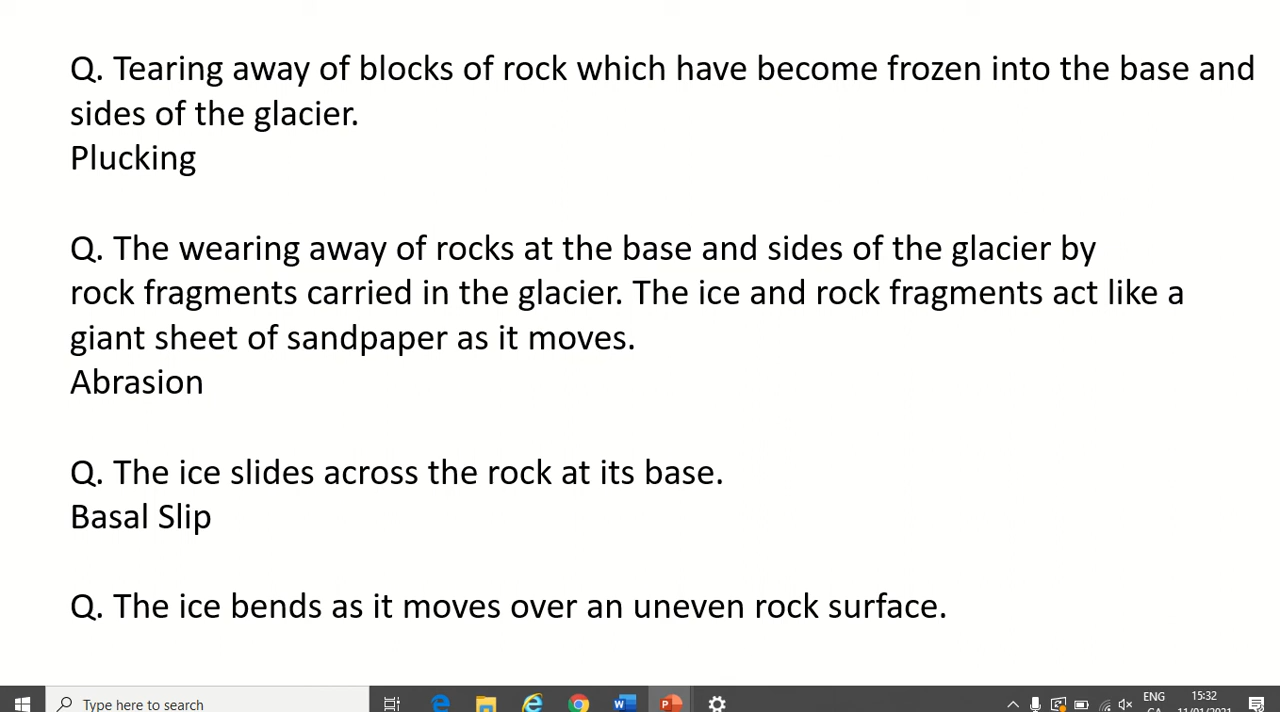 Q. Tearing away of blocks of rock which have become frozen into the base and
sides of the glacier.
Plucking
Q. The wearing away of rocks at the base and sides of the glacier by
rock fragments carried in the glacier. The ice and rock fragments act like a
giant sheet of sandpaper as it moves.
Abrasion
Q. The ice slides across the rock at its base.
Basal Slip
Q. The ice bends as it moves over an uneven rock surface.
Type here to search
ENG
GA
15:32
11/01/2021